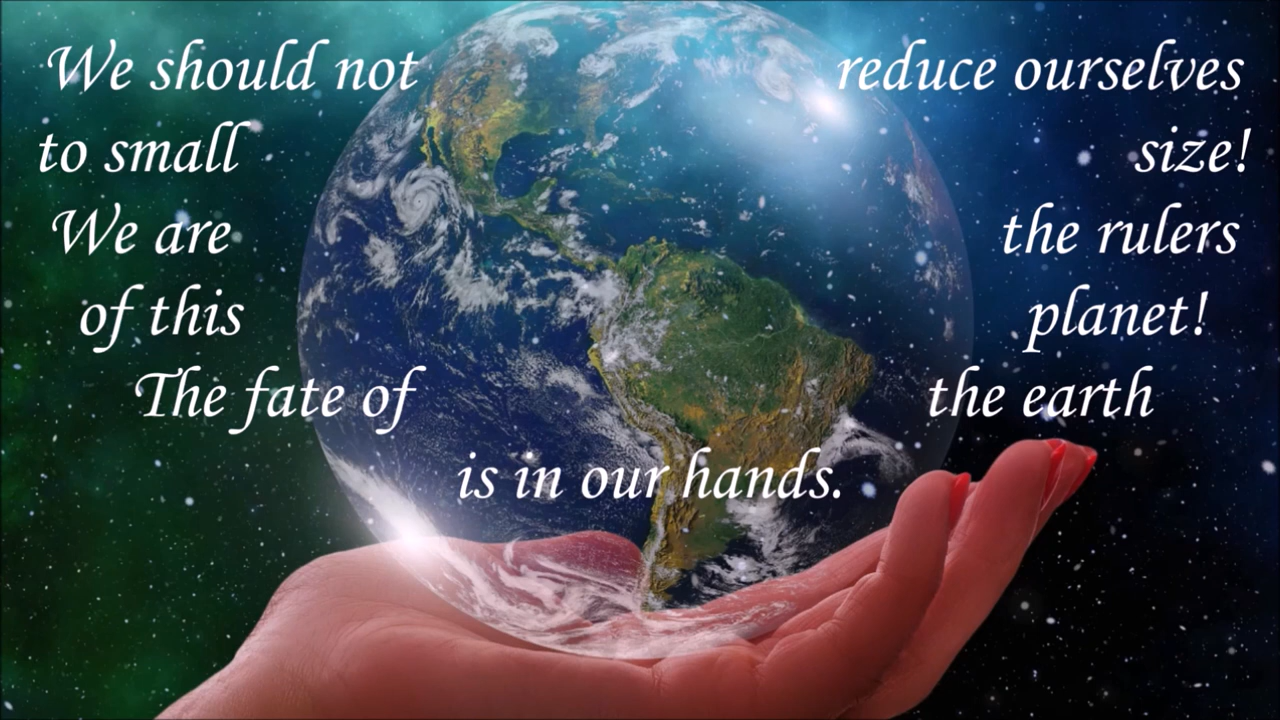 We should not reduce ourselves
to small size!
We are the rulers
of this planet!
The fate of the earth
is in our hands.